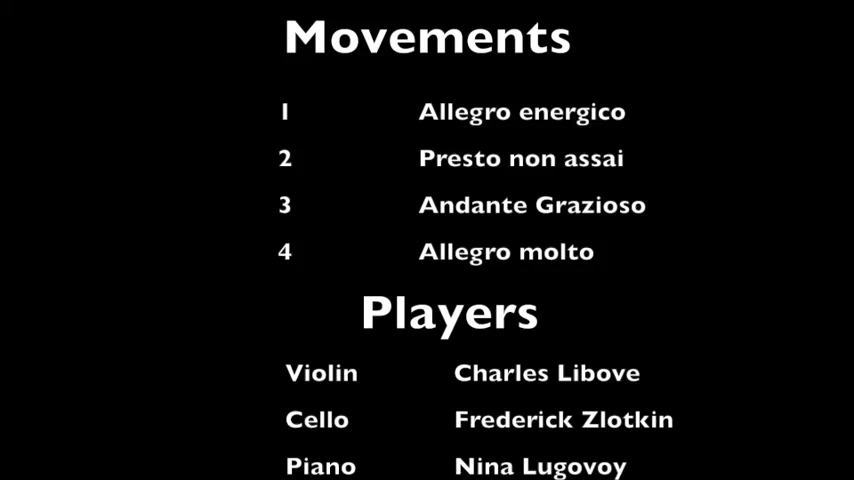 Movements
1 Allegro energico
2 Presto non assai
3 Andante Grazioso
4 Allegro molto
Players
Violin Charles Libove
Cello Frederick Zlotkin
Piano Nina Lugovoy